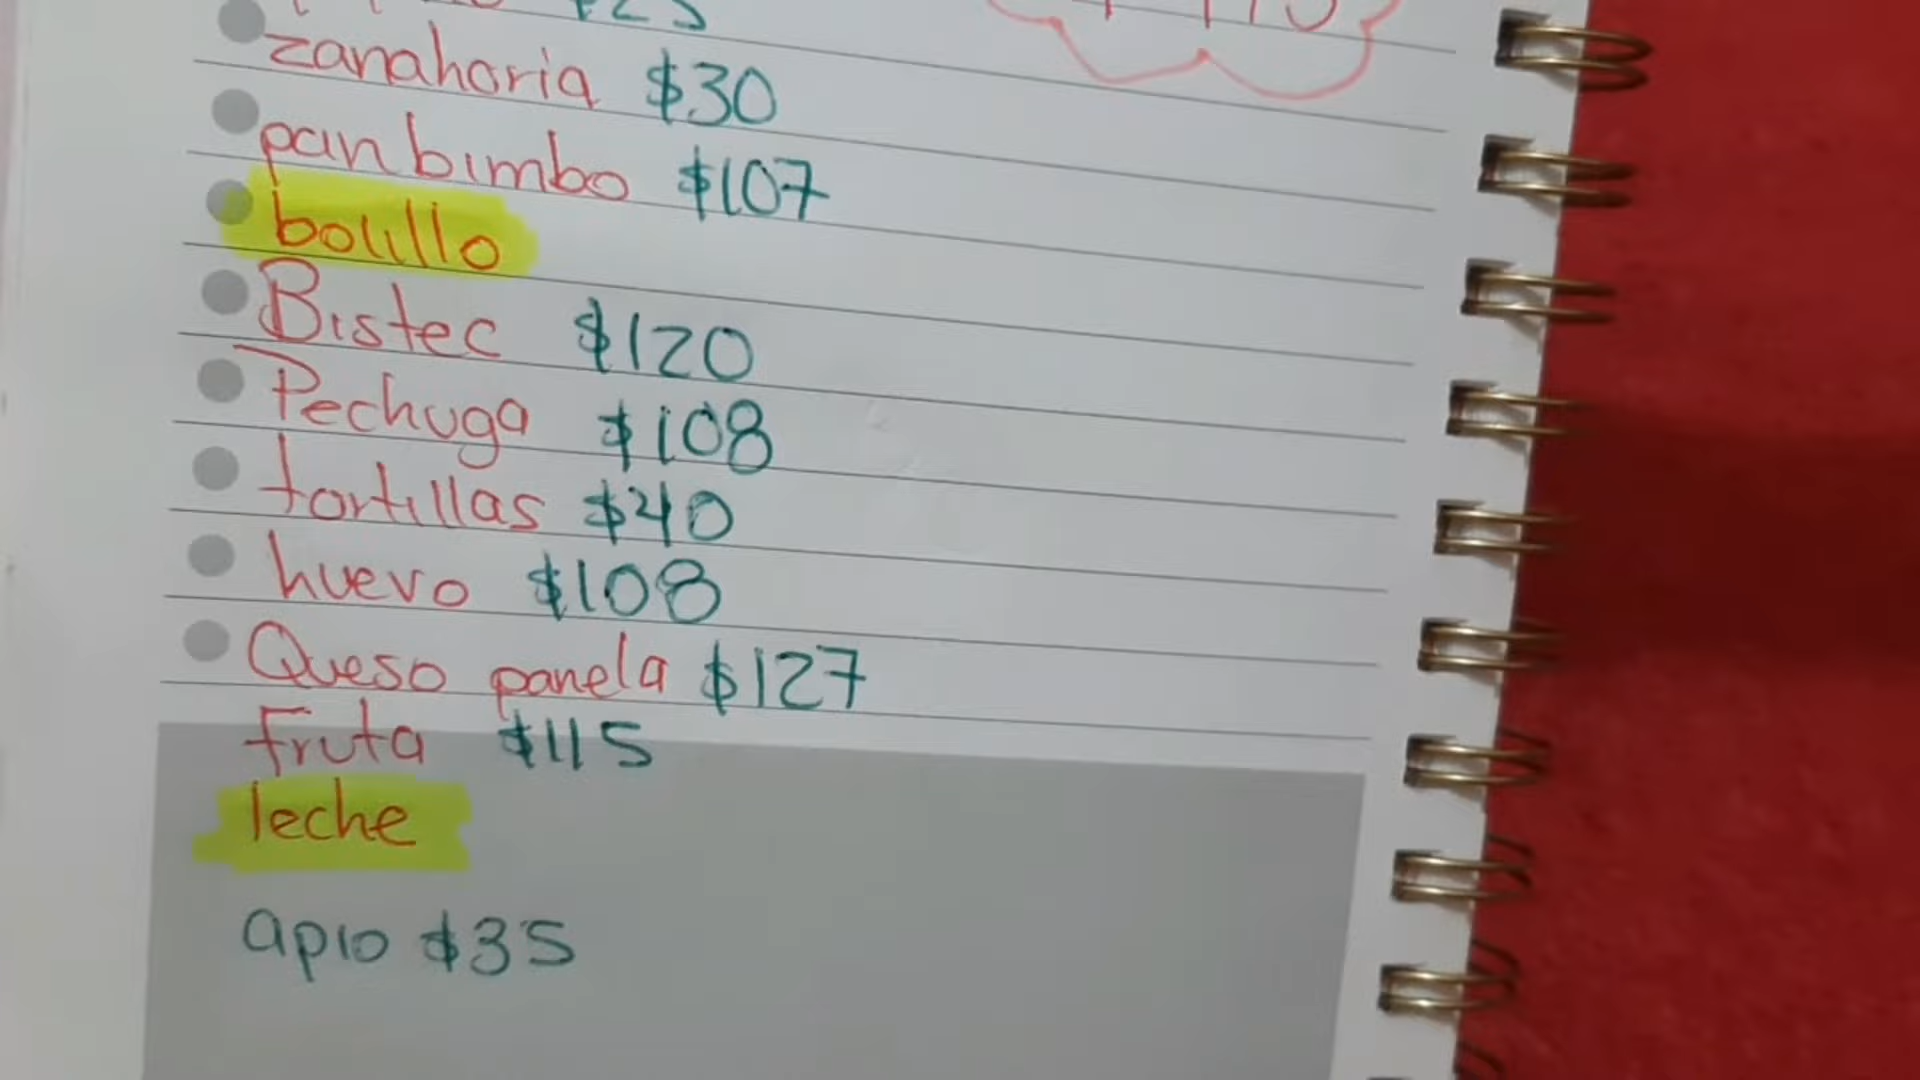 $25
zanahoria $30
pan bimbo $107
bolillo
Bistec $120
Pechuga $108
tortillas $40
huevo $108
Queso panela $127
Fruta $115
leche
apio $35